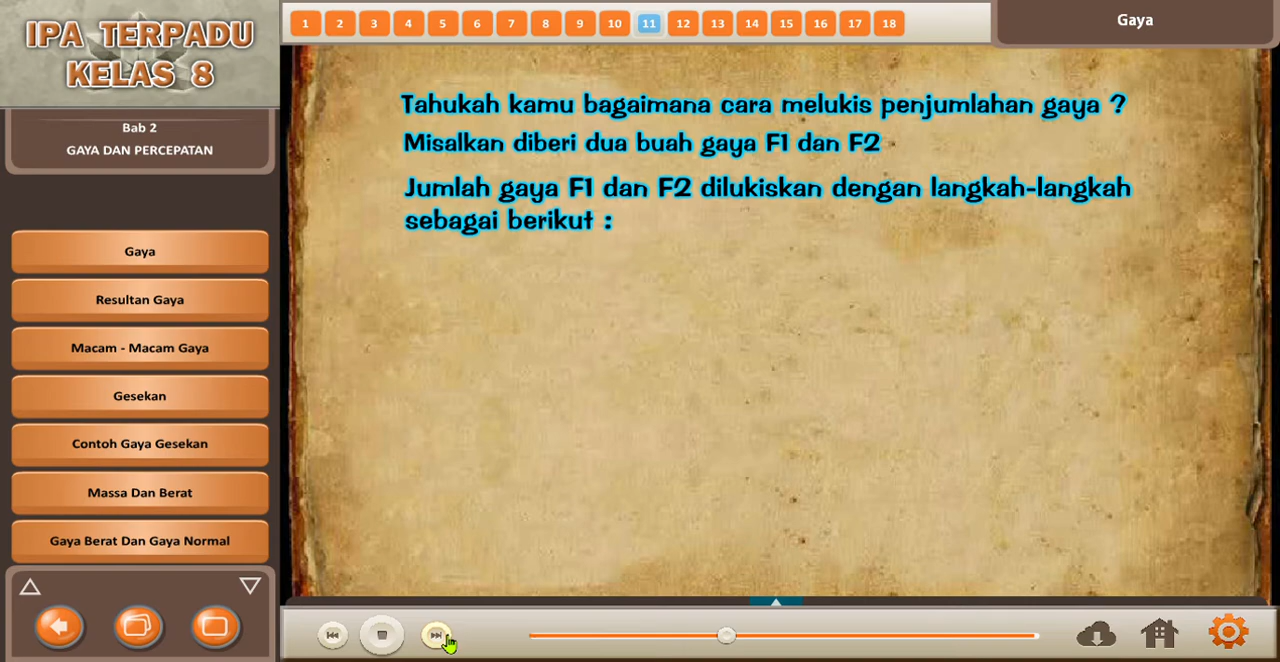 IPA TERPADU
KELAS 8
Bab 2
GAYA DAN PERCEPATAN
Gaya
Resultan Gaya
Macam - Macam Gaya
Gesekan
Contoh Gaya Gesekan
Massa Dan Berat
Gaya Berat Dan Gaya Normal
1 2 3 4 5 6 7 8 9 10 11 12 13 14 15 16 17 18
Gaya
Tahukah kamu bagaimana cara melukis penjumlahan gaya ?
Misalkan diberi dua buah gaya F1 dan F2
Jumlah gaya F1 dan F2 dilukiskan dengan langkah-langkah
sebagai berikut :